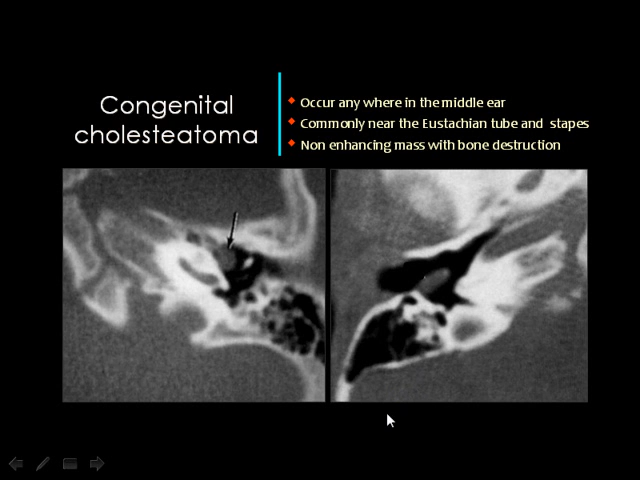 Congenital
cholesteatoma
Occur any where in the middle ear
Commonly near the Eustachian tube and stapes
Non enhancing mass with bone destruction